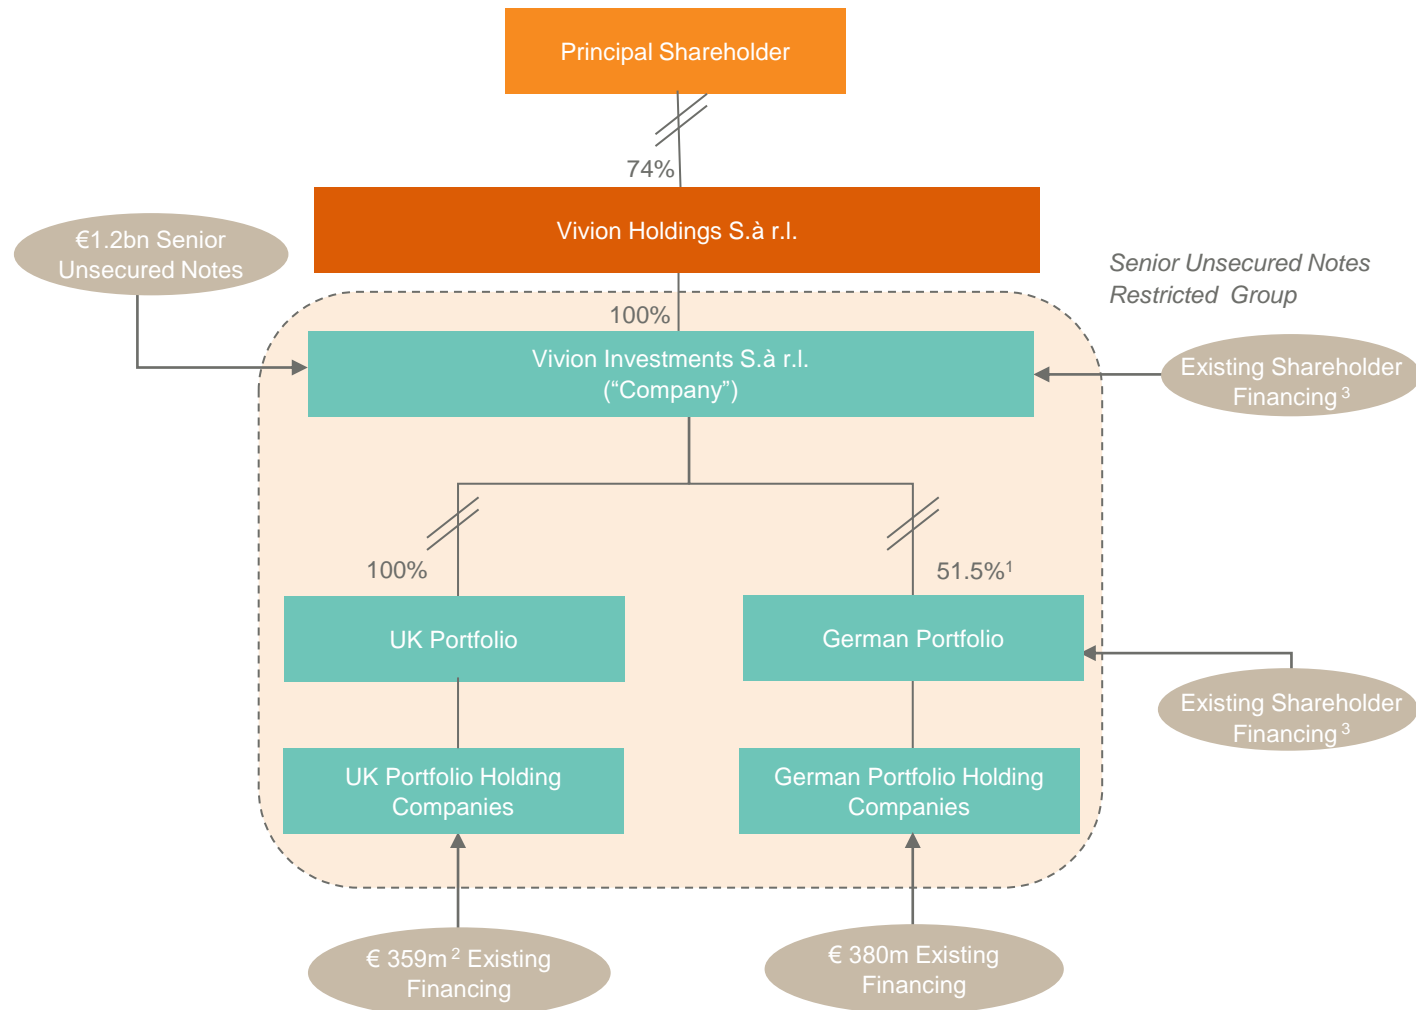 Principal Shareholder
74%
Vivion Holdings S.à r.l.
€1.2bn Senior
Unsecured Notes
Senior Unsecured Notes
Restricted Group
100%
Vivion Investments S.à r.l.
(“Company”)
Existing Shareholder
Financing 3
100%
51.5%1
UK Portfolio
German Portfolio
Existing Shareholder
Financing 3
UK Portfolio Holding
Companies
German Portfolio Holding
Companies
€ 359m 2 Existing
Financing
€ 380m Existing
Financing